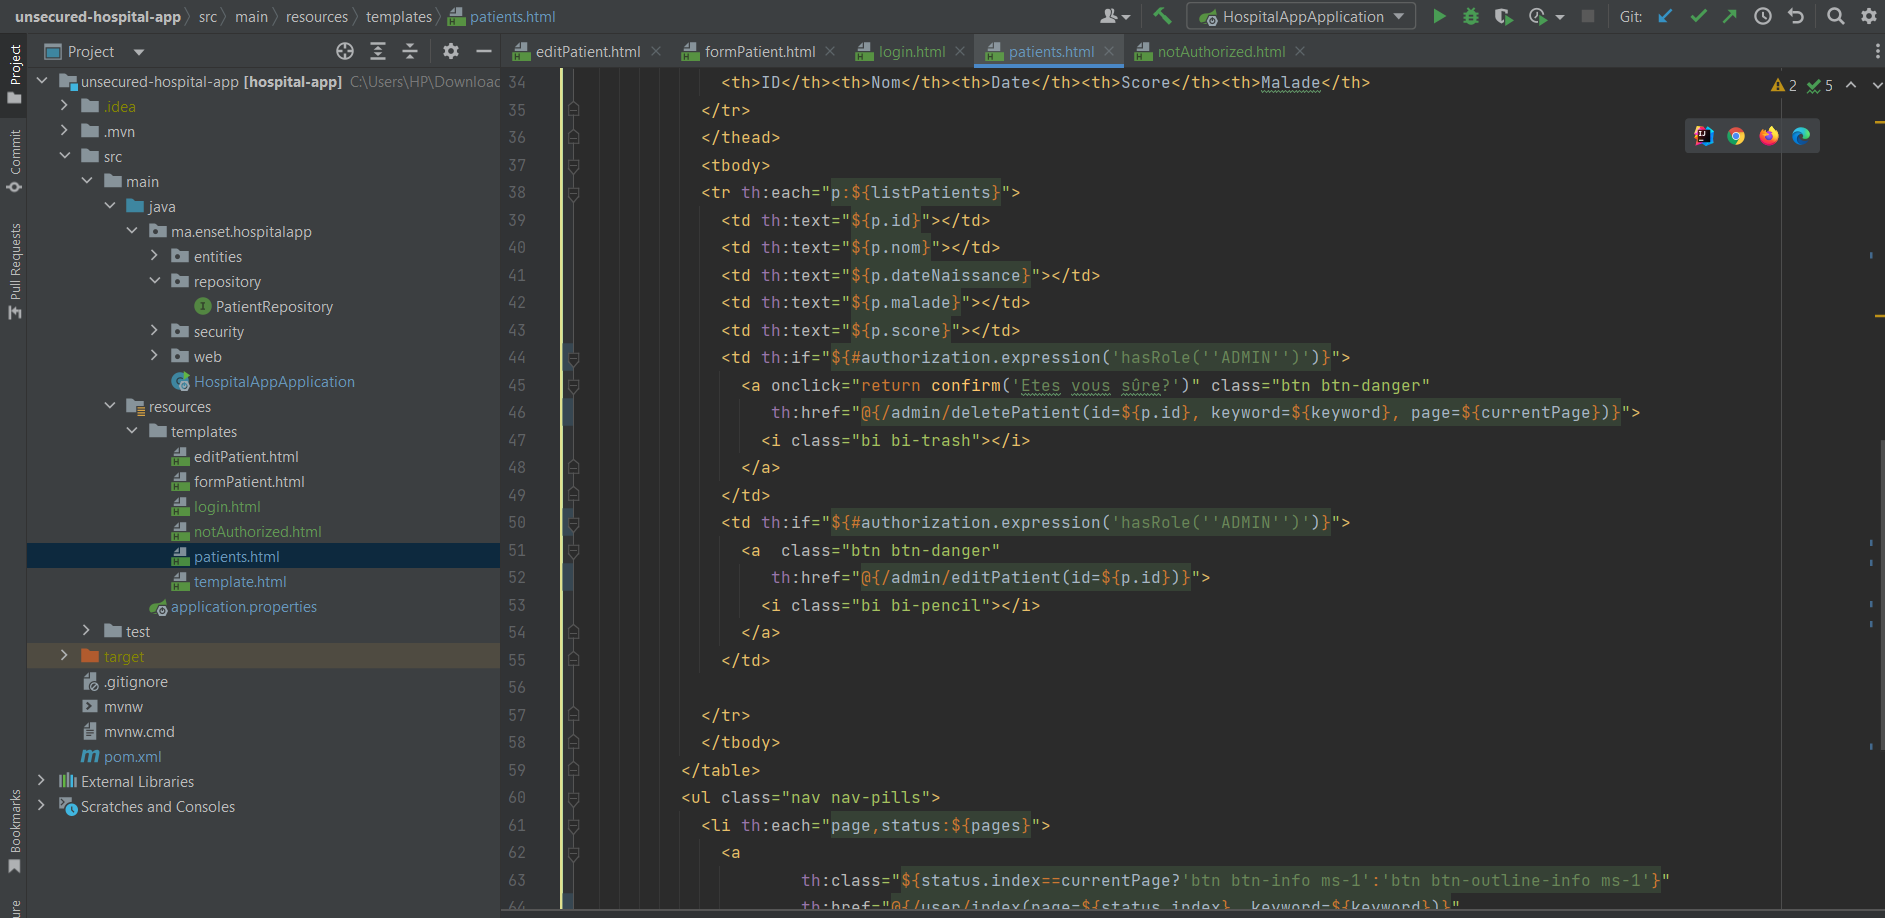 unsecured-hospital-app src main resources templates patients.html HospitalAppApplication Git:
Project editPatient.html formPatient.html login.html patients.html notAuthorized.html
Project
Commit
Pull Requests
Bookmarks
unsecured-hospital-app [hospital-app] C:\Users\HP\Downloa
.idea
.mvn
src
main
java
ma.enset.hospitalapp
entities
repository
PatientRepository
security
web
HospitalAppApplication
resources
templates
editPatient.html
formPatient.html
login.html
notAuthorized.html
patients.html
template.html
application.properties
test
target
.gitignore
mvnw
mvnw.cmd
pom.xml
External Libraries
Scratches and Consoles
2 5
34 <th>ID</th><th>Nom</th><th>Date</th><th>Score</th><th>Malade</th>
35 </tr>
36 </thead>
37 <tbody>
38 <tr th:each="p:${listPatients}">
39 <td th:text="${p.id}"></td>
40 <td th:text="${p.nom}"></td>
41 <td th:text="${p.dateNaissance}"></td>
42 <td th:text="${p.malade}"></td>
43 <td th:text="${p.score}"></td>
44 <td th:if="${#authorization.expression('hasRole(''ADMIN'')')}">
45 <a onclick="return confirm('Etes vous sûre?')" class="btn btn-danger"
46 th:href="@{/admin/deletePatient(id=${p.id}, keyword=${keyword}, page=${currentPage})}">
47 <i class="bi bi-trash"></i>
48 </a>
49 </td>
50 <td th:if="${#authorization.expression('hasRole(''ADMIN'')')}">
51 <a  class="btn btn-danger"
52 th:href="@{/admin/editPatient(id=${p.id})}">
53 <i class="bi bi-pencil"></i>
54 </a>
55 </td>
56
57 </tr>
58 </tbody>
59 </table>
60 <ul class="nav nav-pills">
61 <li th:each="page,status:${pages}">
62 <a
63 th:class="${status.index==currentPage?'btn btn-info ms-1':'btn btn-outline-info ms-1'}"
64 th:href="@{/user/index(page=${status.index}, keyword=${keyword})}"